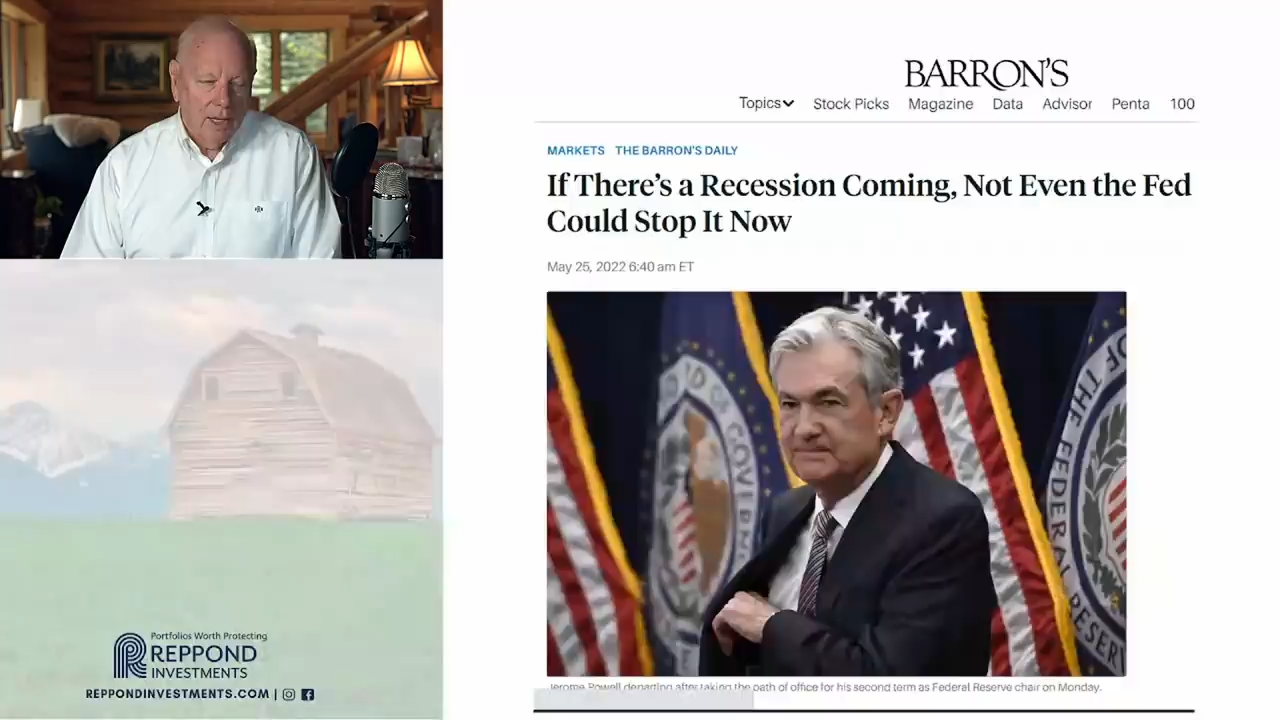 BARRON'S
Topics Stock Picks Magazine Data Advisor Penta 100
MARKETS THE BARRON'S DAILY
If There's a Recession Coming, Not Even the Fed
Could Stop It Now
May 25, 2022 6:40 am ET
THE FEDERAL RESERVE
Jerome Powell departing after taking the oath of office for his second term as Federal Reserve chair on Monday.
Portfolios Worth Protecting
REPPOND
INVESTMENTS
REPPONDINVESTMENTS.COM |